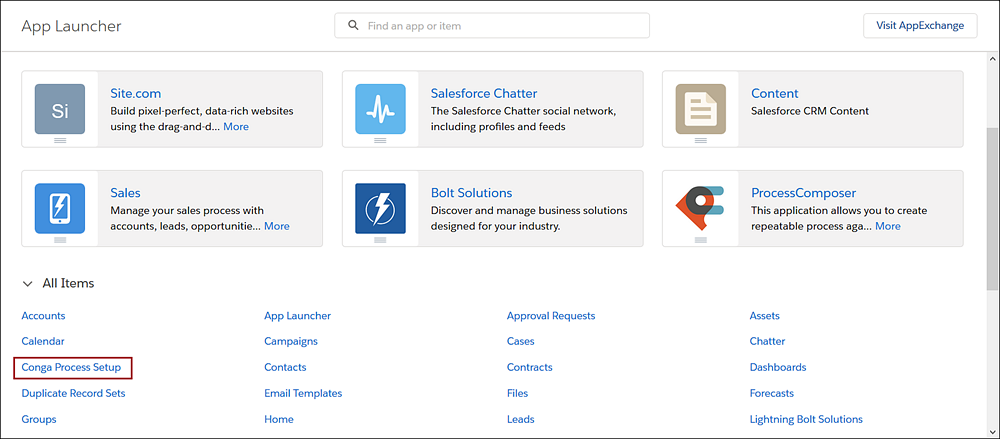 App Launcher
Find an app or item
Visit AppExchange
Si
Site.com
Build pixel-perfect, data-rich websites
using the drag-and-d... More
Salesforce Chatter
The Salesforce Chatter social network,
including profiles and feeds
Content
Salesforce CRM Content
Sales
Manage your sales process with
accounts, leads, opportunitie... More
Bolt Solutions
Discover and manage business solutions
designed for your industry.
ProcessComposer
This application allows you to create
repeatable process aga... More
All Items
Accounts
App Launcher
Approval Requests
Assets
Calendar
Campaigns
Cases
Chatter
Conga Process Setup
Contacts
Contracts
Dashboards
Duplicate Record Sets
Email Templates
Files
Forecasts
Groups
Home
Leads
Lightning Bolt Solutions